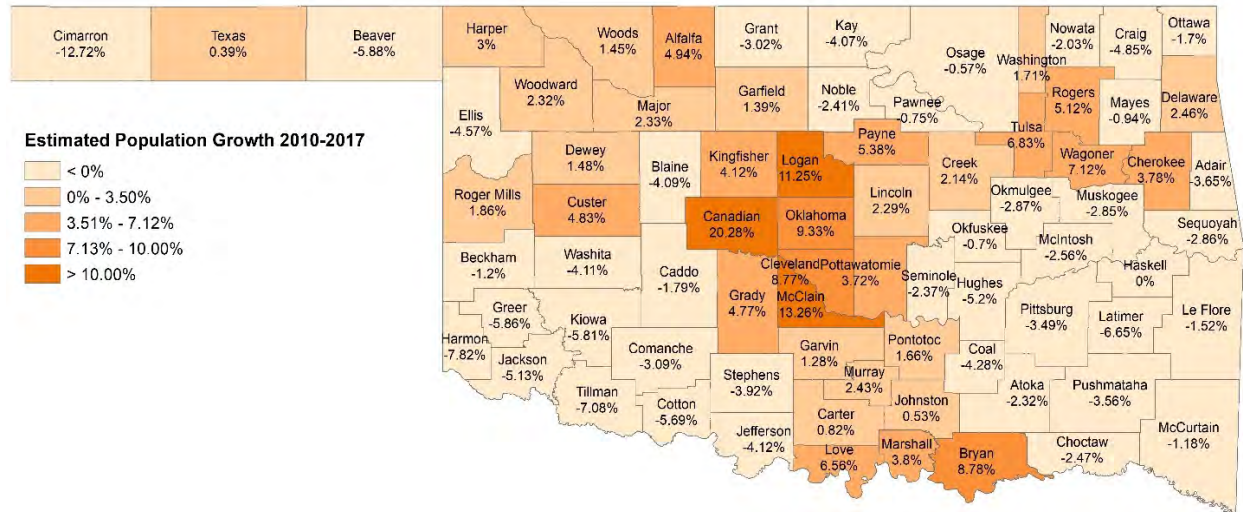 Cimarron
-12.72%
Texas
0.39%
Beaver
-5.88%
Harper
3%
Woods
1.45%
Alfalfa
4.94%
Grant
-3.02%
Kay
-4.07%
Osage
-0.57%
Washington
1.71%
Nowata
-2.03%
Craig
-4.85%
Ottawa
-1.7%
Ellis
-4.57%
Woodward
2.32%
Major
2.33%
Garfield
1.39%
Noble
-2.41%
Pawnee
-0.75%
Rogers
5.12%
Mayes
-0.94%
Delaware
2.46%
Estimated Population Growth 2010-2017
< 0%
0% - 3.50%
3.51% - 7.12%
7.13% - 10.00%
> 10.00%
Roger Mills
1.86%
Dewey
1.48%
Custer
4.83%
Blaine
-4.09%
Kingfisher
4.12%
Logan
11.25%
Payne
5.38%
Creek
2.14%
Tulsa
6.83%
Wagoner
7.12%
Cherokee
3.78%
Adair
-3.65%
Canadian
20.28%
Oklahoma
9.33%
Lincoln
2.29%
Okmulgee
-2.87%
Muskogee
-2.85%
Okfuskee
-0.7%
McIntosh
-2.56%
Sequoyah
-2.86%
Beckham
-1.2%
Washita
-4.11%
Caddo
-1.79%
Grady
4.77%
Cleveland
8.77%
McClain
13.26%
Pottawatomie
3.72%
Seminole
-2.37%
Hughes
-5.2%
Haskell
0%
Pittsburg
-3.49%
Latimer
-6.65%
Le Flore
-1.52%
Greer
-5.86%
Harmon
-7.82%
Jackson
-5.13%
Kiowa
-5.81%
Comanche
-3.09%
Tillman
-7.08%
Cotton
-5.69%
Stephens
-3.92%
Jefferson
-4.12%
Garvin
1.28%
Murray
2.43%
Pontotoc
1.66%
Coal
-4.28%
Carter
0.82%
Johnston
0.53%
Atoka
-2.32%
Pushmataha
-3.56%
McCurtain
-1.18%
Love
6.56%
Marshall
3.8%
Bryan
8.78%
Choctaw
-2.47%